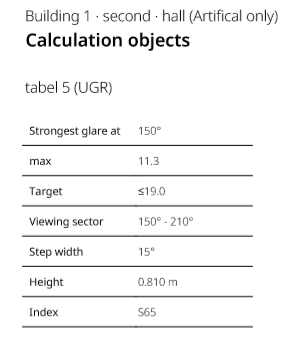 Building 1 · second · hall (Artifical only)
Calculation objects
tabel 5 (UGR)
Strongest glare at 150°
max 11.3
Target ≤19.0
Viewing sector 150° - 210°
Step width 15°
Height 0.810 m
Index S65